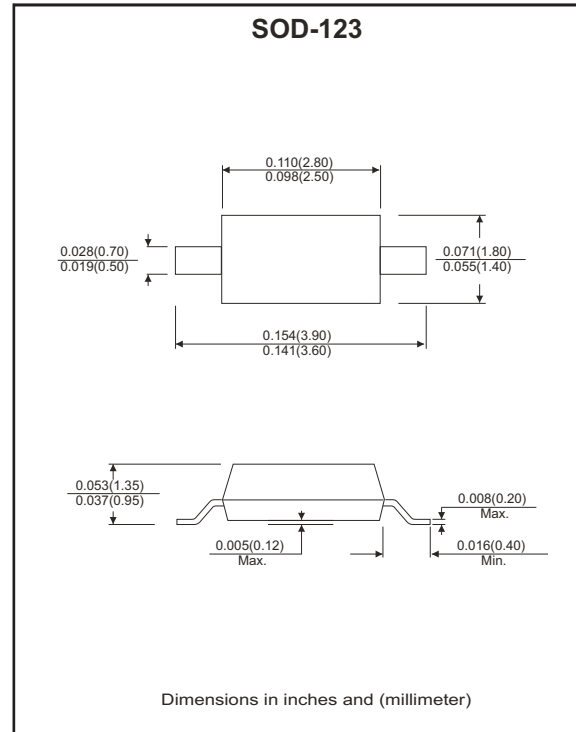 SOD-123
0.110(2.80)
0.098(2.50)
0.028(0.70)
0.019(0.50)
0.071(1.80)
0.055(1.40)
0.154(3.90)
0.141(3.60)
0.053(1.35)
0.037(0.95)
0.008(0.20)
Max.
0.005(0.12)
Max.
0.016(0.40)
Min.
Dimensions in inches and (millimeter)